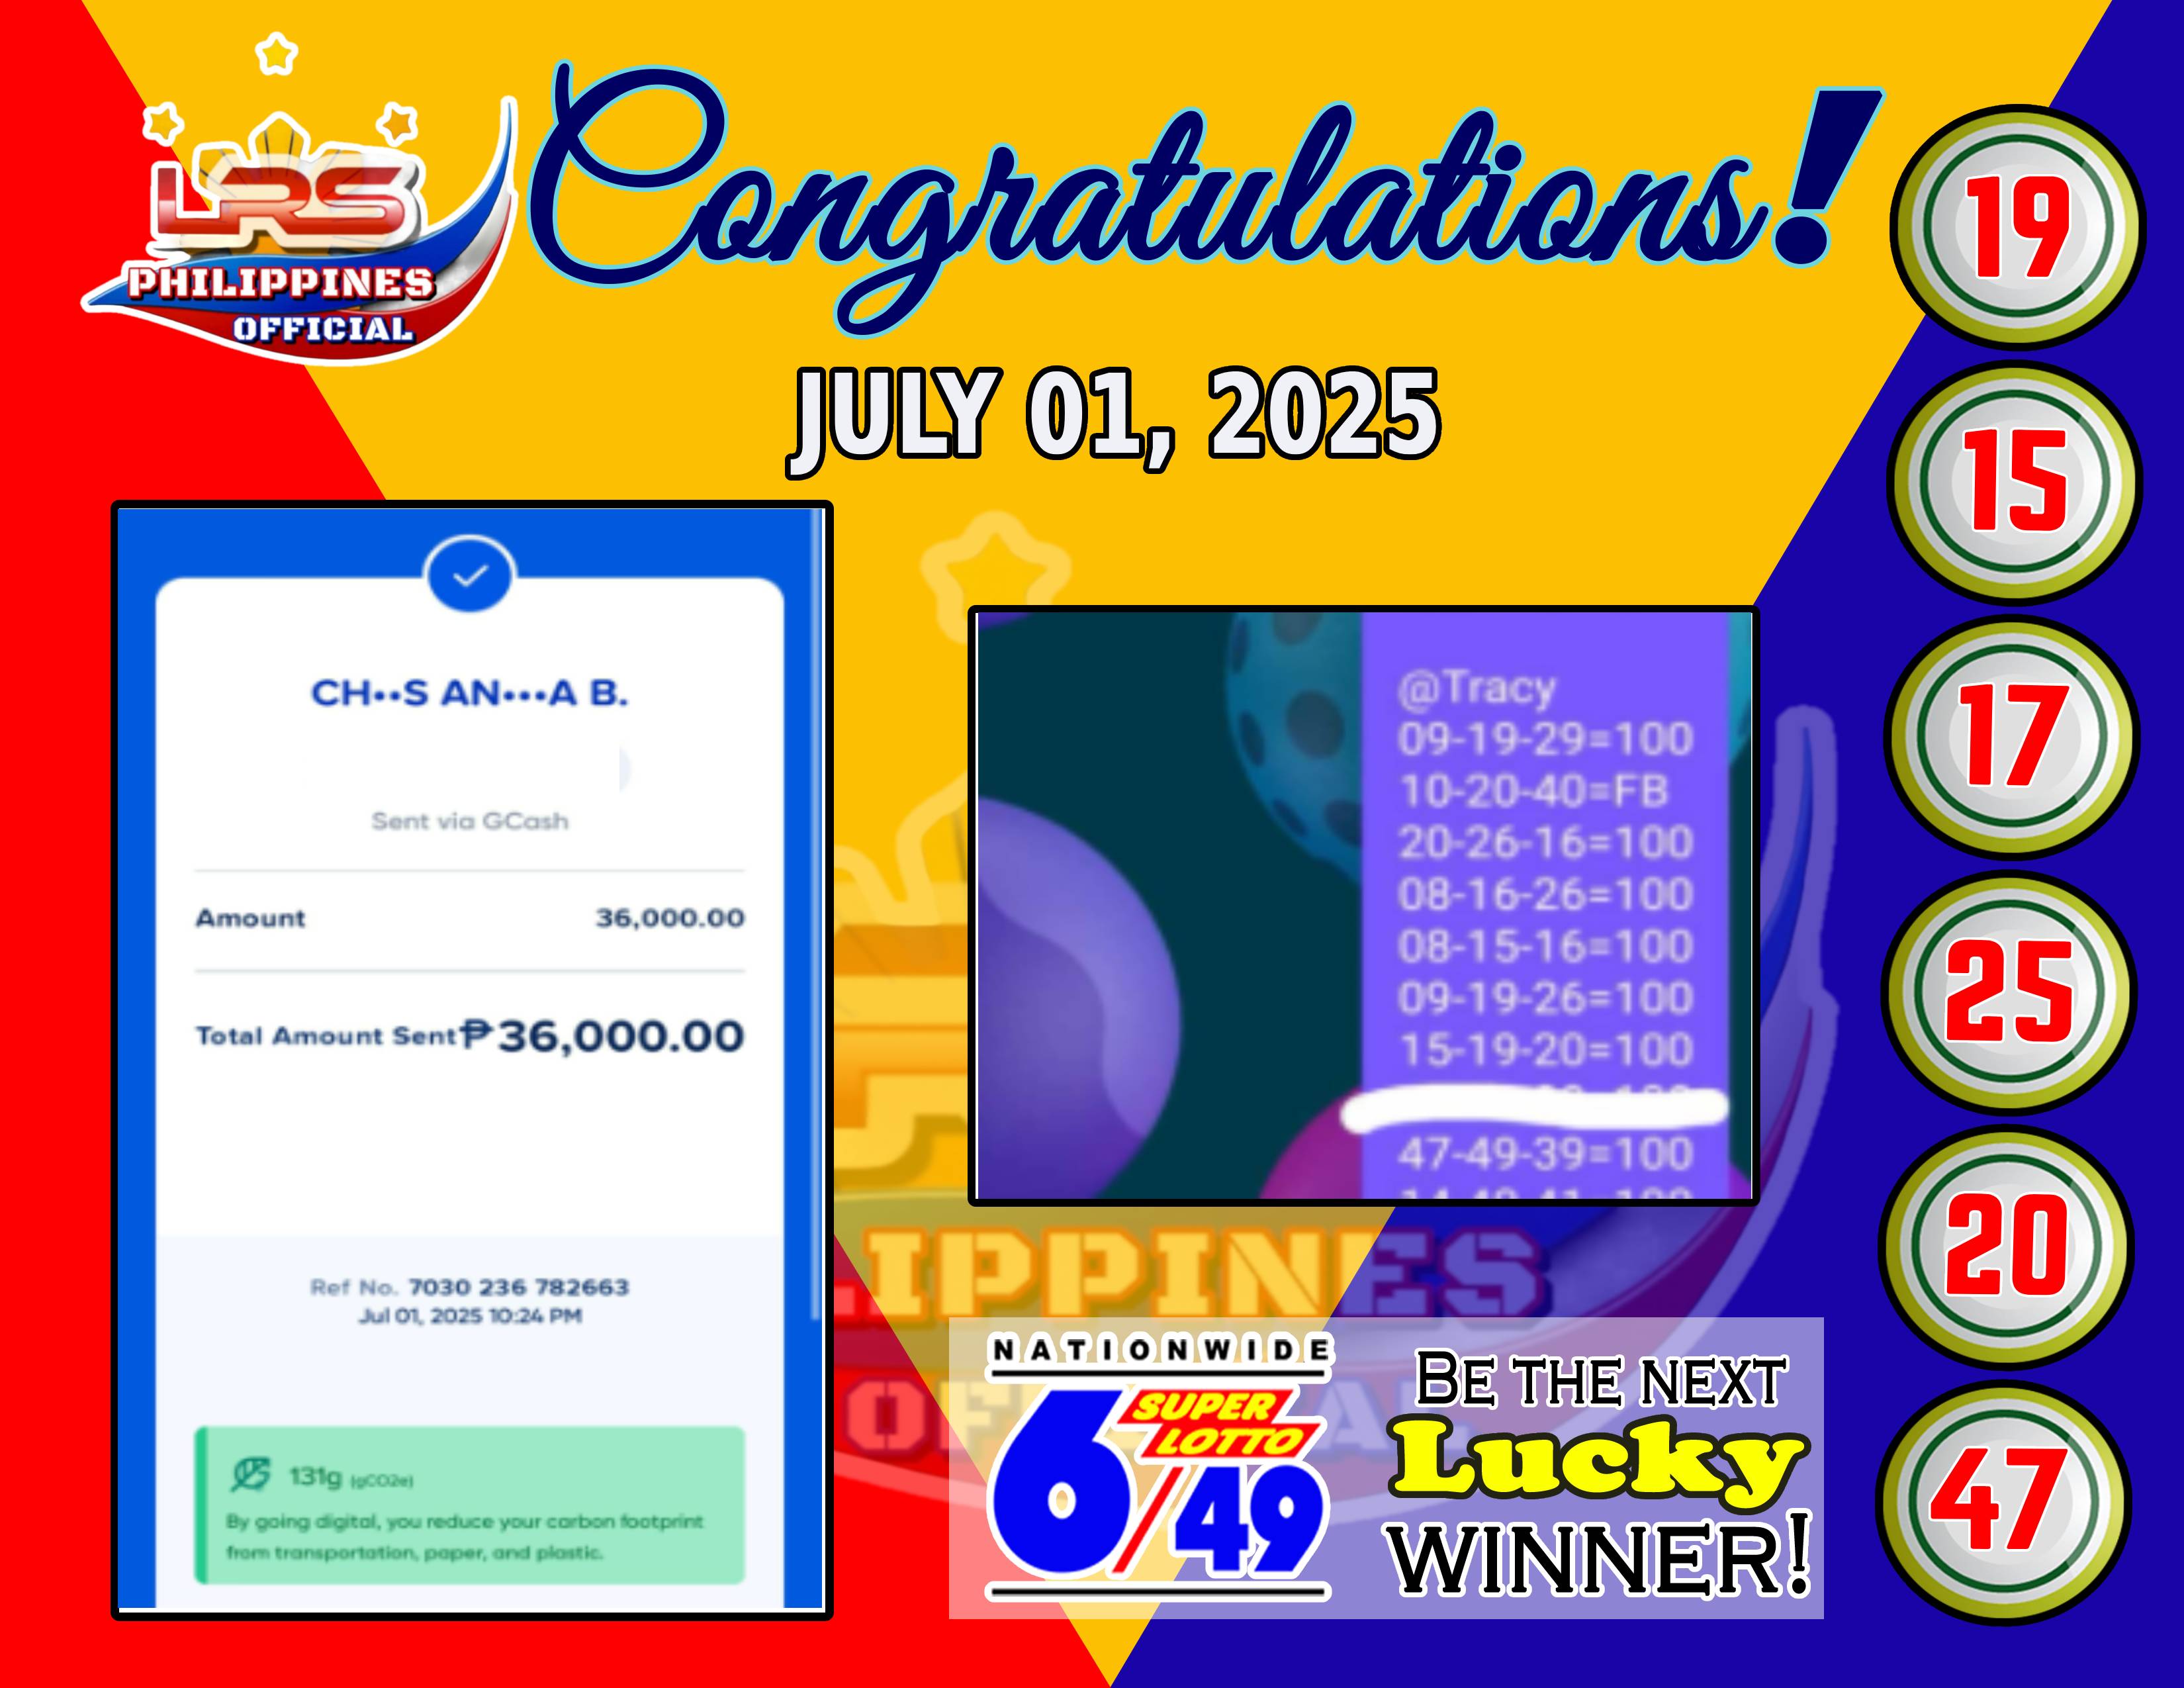 LRS
PHILIPPINES
OFFICIAL
Congratulations!
JULY 01, 2025
CH••S AN•••A B.
Sent via GCash
Amount 36,000.00
Total Amount Sent ₱36,000.00
Ref No. 7030 236 782663
Jul 01, 2025 10:24 PM
131g (gCO2e)
By going digital, you reduce your carbon footprint
from transportation, paper, and plastic.
@Tracy
09-19-29=100
10-20-40=FB
20-26-16=100
08-16-26=100
08-15-16=100
09-19-26=100
15-19-20=100
47-49-39=100
NATIONWIDE
SUPER
LOTTO
6/49
BE THE NEXT
Lucky
WINNER!
19
15
17
25
20
47